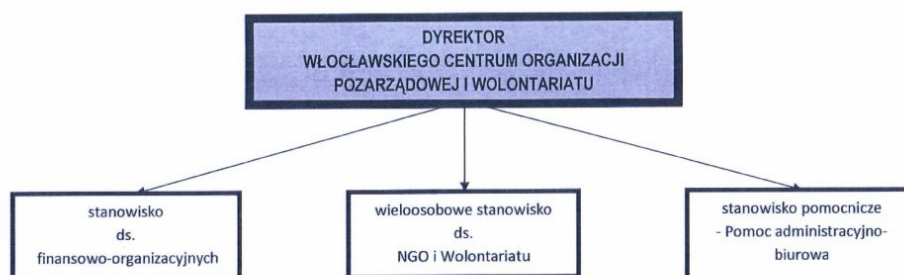 DYREKTOR
WŁOCŁAWSKIEGO CENTRUM ORGANIZACJI
POZARZĄDOWEJ I WOLONTARIATU
stanowisko
ds.
finansowo-organizacyjnych
wieloosobowe stanowisko
ds.
NGO i Wolontariatu
stanowisko pomocnicze
- Pomoc administracyjno-
biurowa